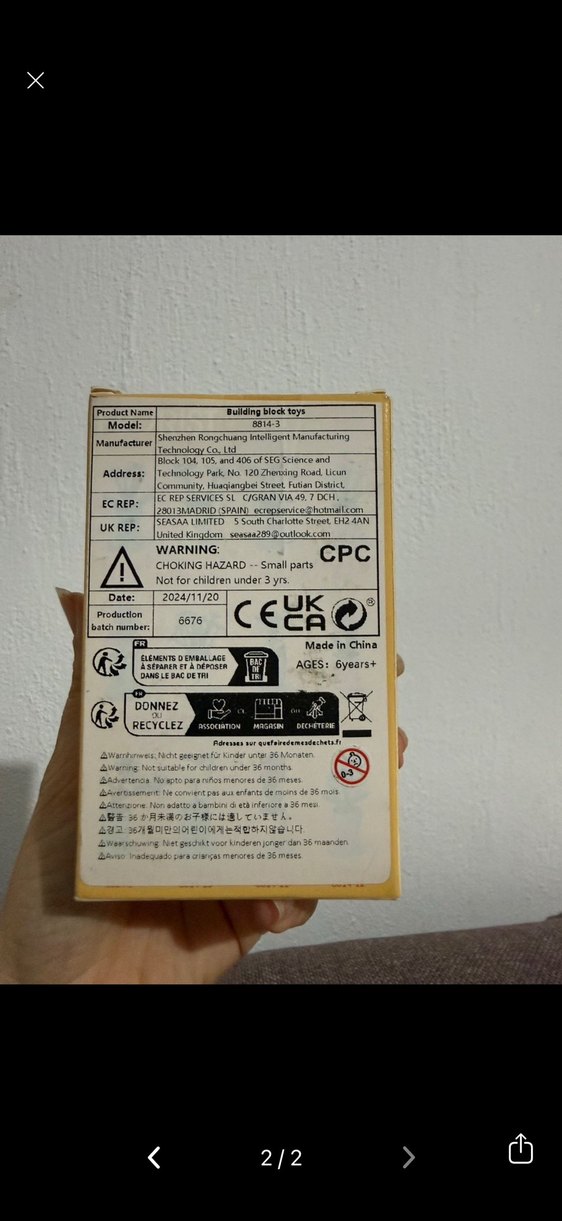 Product Name Building block toys
Model: 8814-3
Manufacturer Shenzhen Rongchuang Intelligent Manufacturing
Technology Co., Ltd
Address: Block 104, 105, and 406 of SEG Science and
Technology Park, No. 120 Zhenxing Road, Licun
Community, Huaqiangbei Street, Futian District,
EC REP: EC REP SERVICES SL C/GRAN VIA 49, 7 DCH,
28013MADRID (SPAIN) ecrepservice@hotmail.com
UK REP: SEASAA LIMITED 5 South Charlotte Street, EH2 4AN
United Kingdom seasaa289@outlook.com
WARNING: CPC
CHOKING HAZARD -- Small parts
Not for children under 3 yrs.
Date: 2024/11/20
Production
batch number: 6676
CE UK
CA
Made in China
AGES: 6years+
FR
ÉLÉMENTS D'EMBALLAGE
À SÉPARER ET À DÉPOSER
DANS LE BAC DE TRI
BAC
DE
TRI
FR
DONNEZ
OU
RECYCLEZ
ASSOCIATION OU MAGASIN OU DÉCHÈTERIE
Adresses sur quefairedemesdechets.fr
Warnhinweis: Nicht geeignet für Kinder unter 36 Monaten.
Warning: Not suitable for children under 36 months.
Advertencia: No apto para niños menores de 36 meses.
Avertissement: Ne convient pas aux enfants de moins de 36 mois.
Attenzione: Non adatto a bambini di età inferiore a 36 mesi.
警告: 36 か月未満のお子様には適していません。
경고: 36개월미만의어린이에게는적합하지않습니다.
Waarschuwing: Niet geschikt voor kinderen jonger dan 36 maanden.
Aviso: Inadequado para crianças menores de 36 meses.
0-3
2 / 2